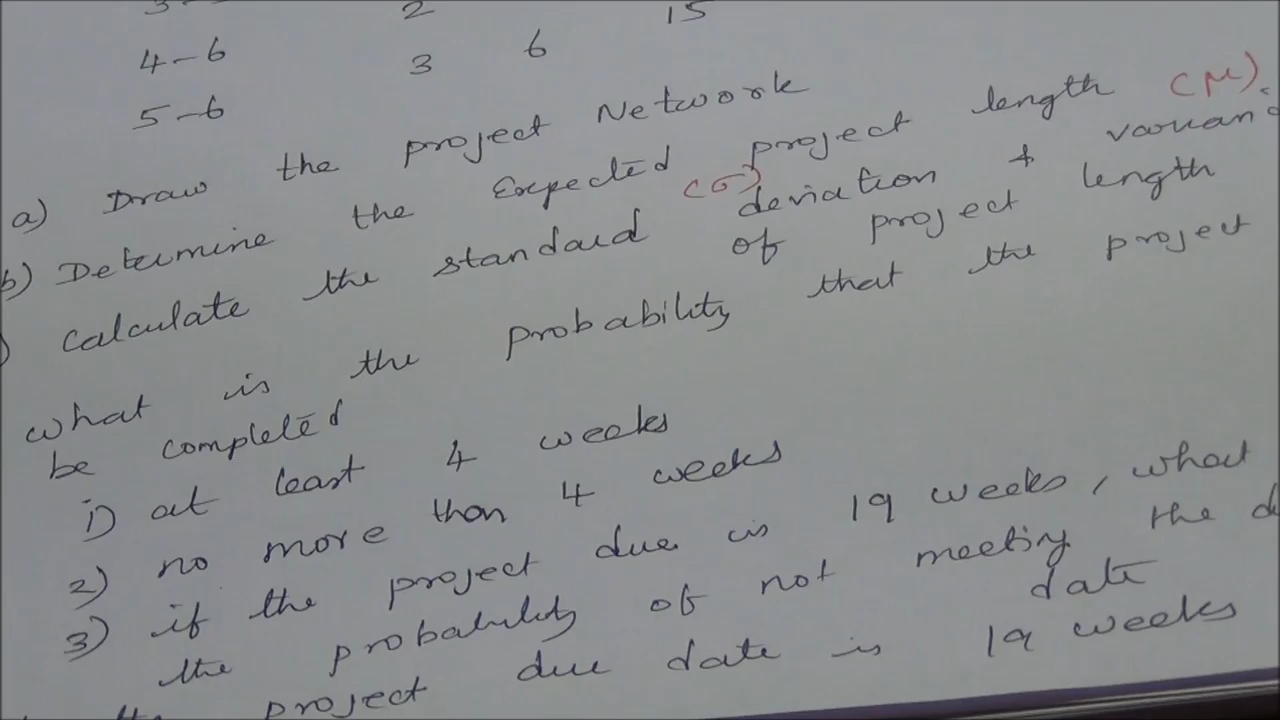 2 15
4-6 3 6
5-6
a) Draw the project Network
b) Determine the Expected project length (μ).
calculate the standard (σ) deviation &
of project length
what is the probability that the project
be completed
1) at least 4 weeks
2) no more than 4 weeks
3) if the project due is 19 weeks, what
the probability of not meeting the
date
project due date is 19 weeks